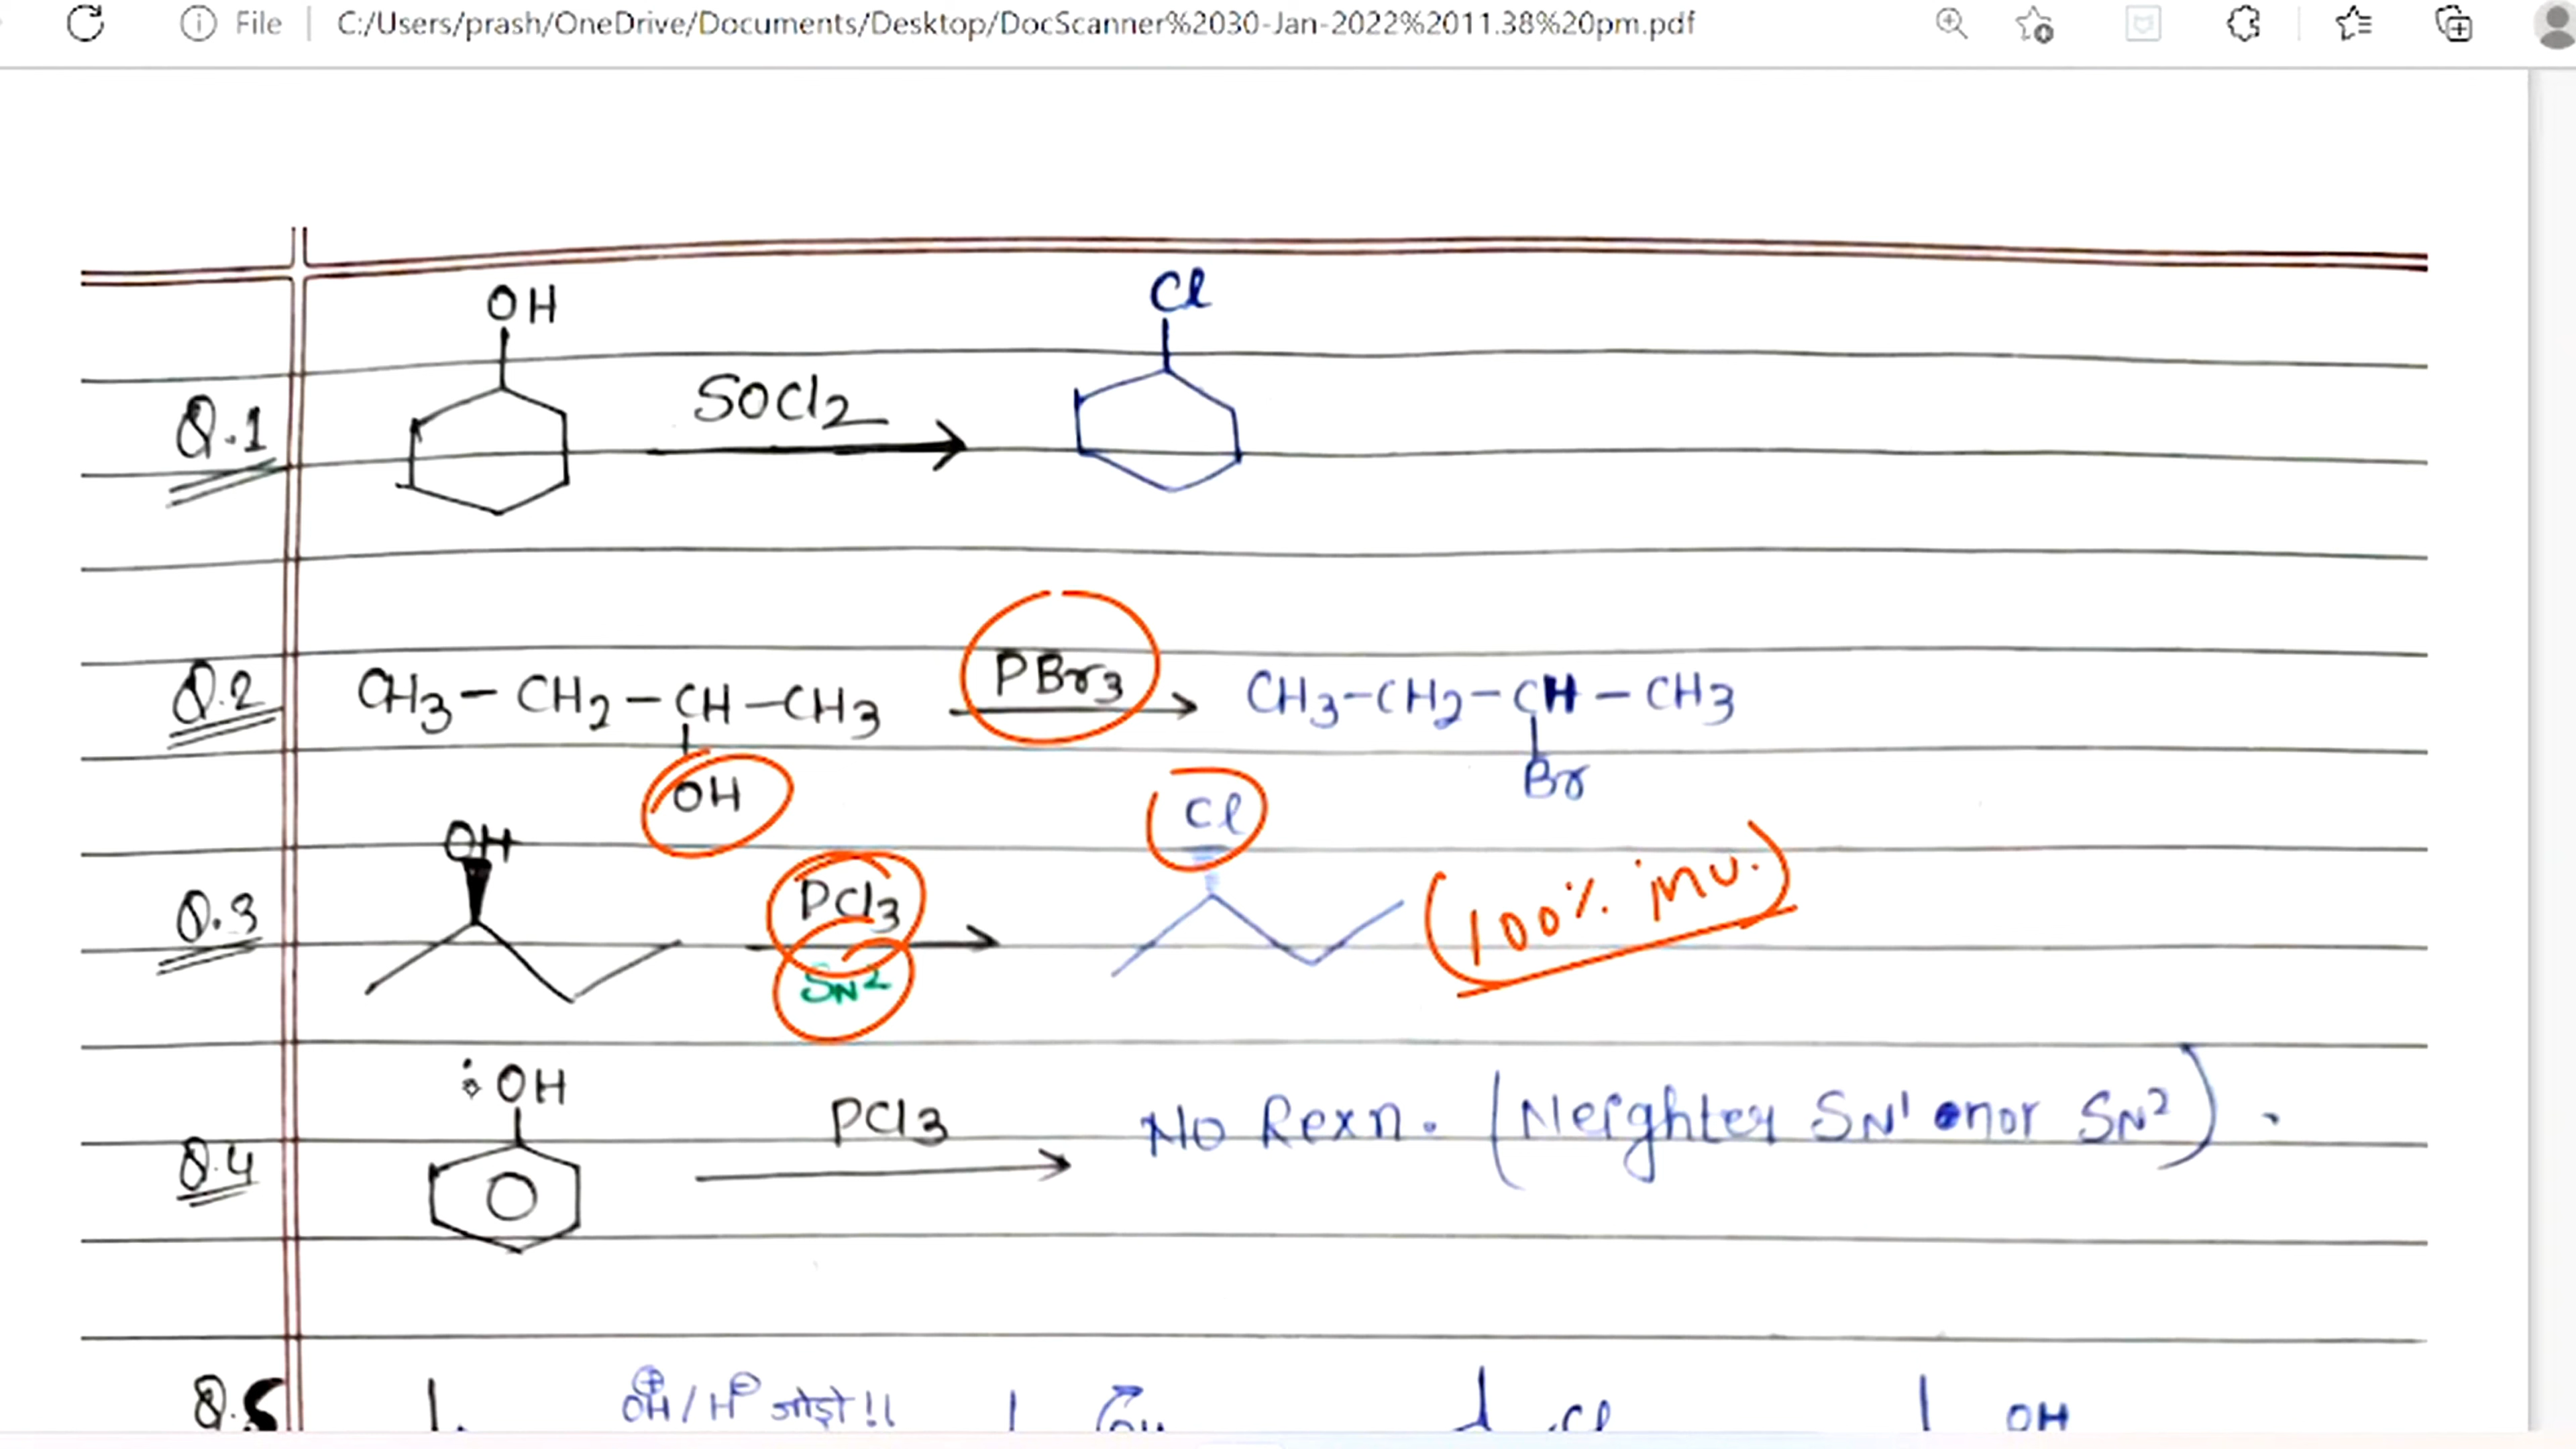 File | C:/Users/prash/OneDrive/Documents/Desktop/DocScanner%2030-Jan-2022%2011.38%20pm.pdf
OH
Cl
Q.1
SOCl2
Q.2 CH3 - CH2 - CH - CH3 PBr3 CH3-CH2-CH-CH3
OH
Br
OH
Cl
Q.3 PCl3 (100% inv.)
SN2
OH
Q.4 PCl3 No Rexn. (Neighter SN1 nor SN2).
Q.5 OH⊕/H⊖ जोड़ो!! Cl OH